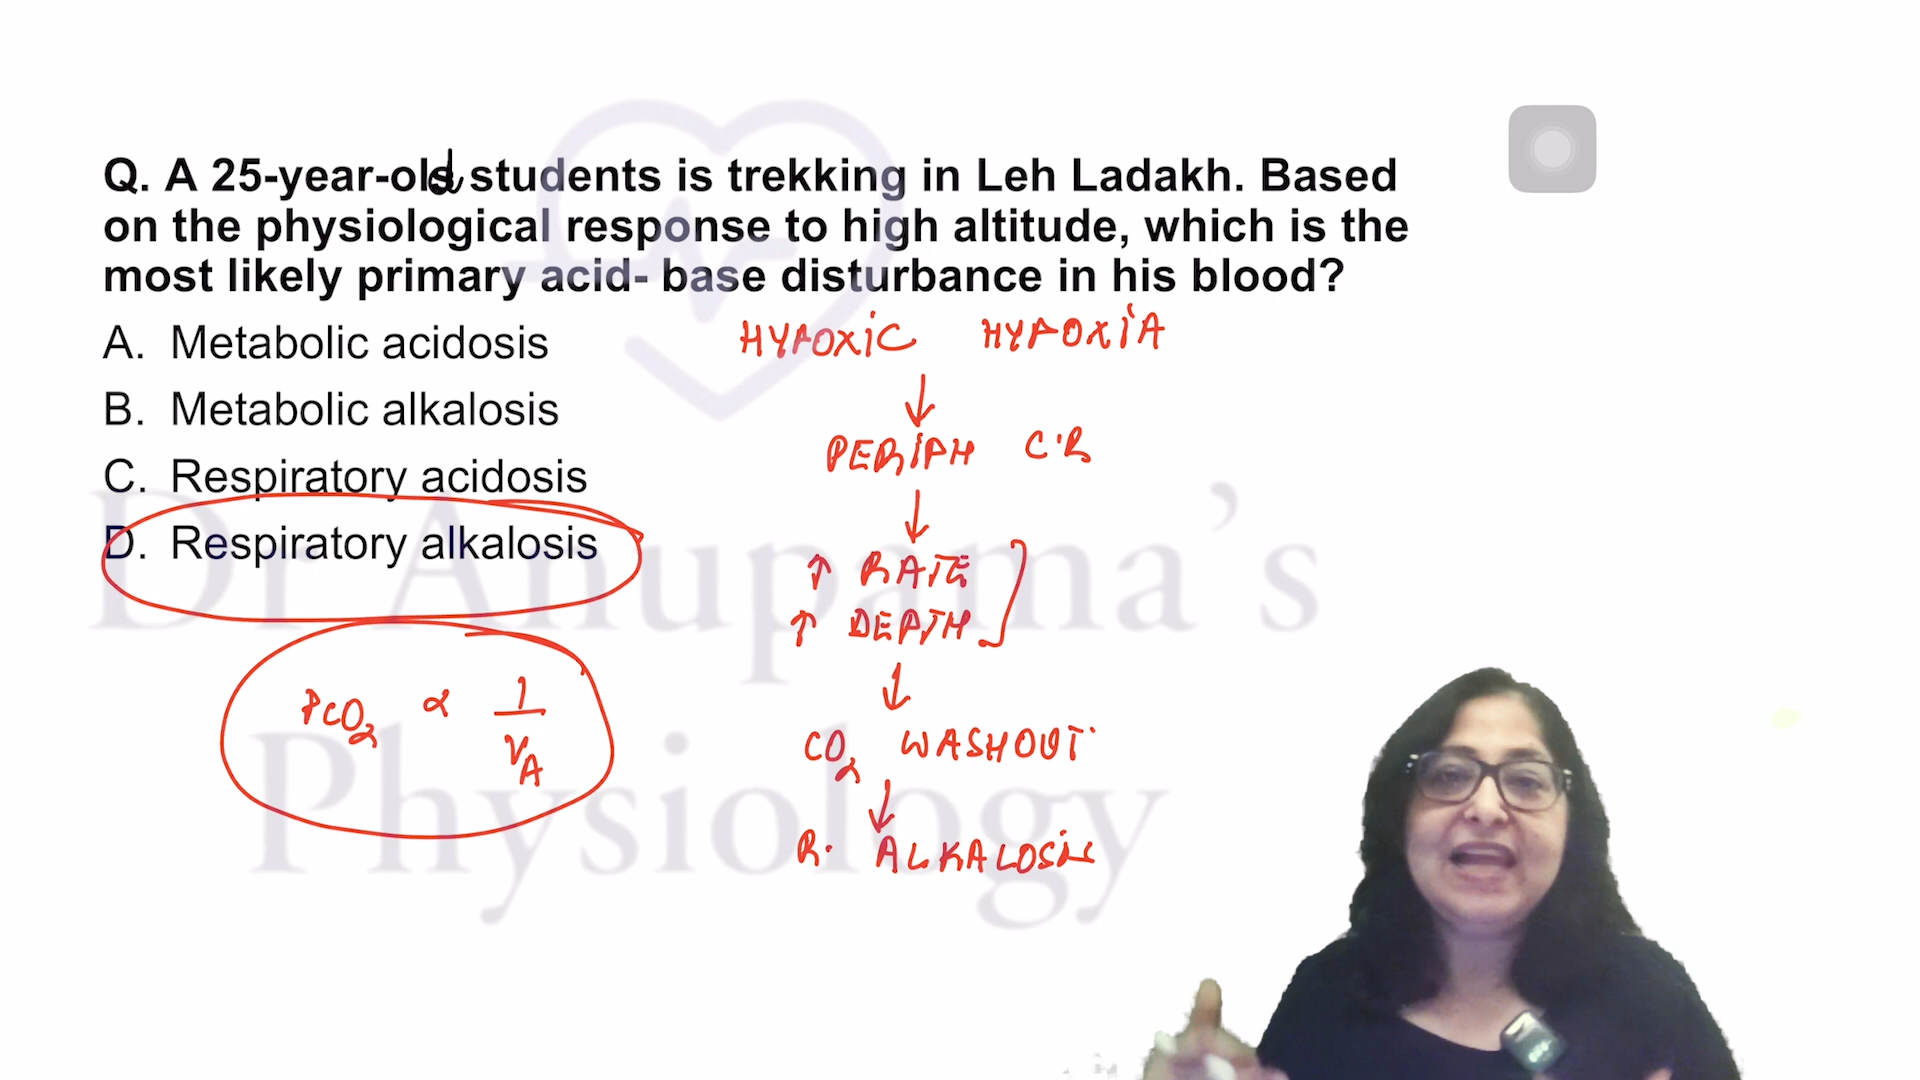 Q. A 25-year-old students is trekking in Leh Ladakh. Based
on the physiological response to high altitude, which is the
most likely primary acid- base disturbance in his blood?
A. Metabolic acidosis
B. Metabolic alkalosis
C. Respiratory acidosis
D. Respiratory alkalosis
HYPOXIC HYPOXIA
↓
PERIPH C.R
↓
↑ RATE
↑ DEPTH ]
↓
CO₂ WASHOUT
↓
R. ALKALOSIS
PCO₂ ∝ 1/VA
Dr Anupama's
Physiology